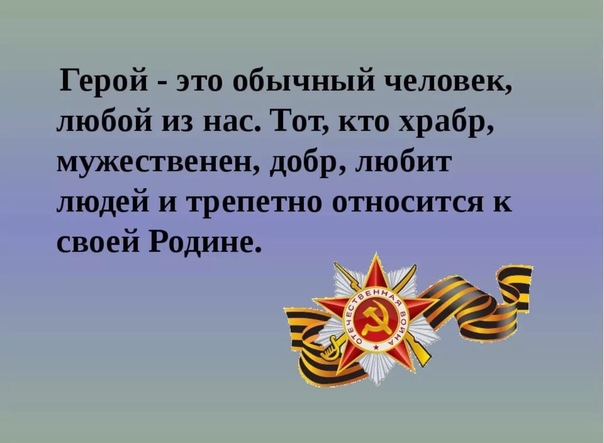 Герой - это обычный человек,
любой из нас. Тот, кто храбр,
мужественен, добр, любит
людей и трепетно относится к
своей Родине.
ОТЕЧЕСТВЕННАЯ ВОЙНА